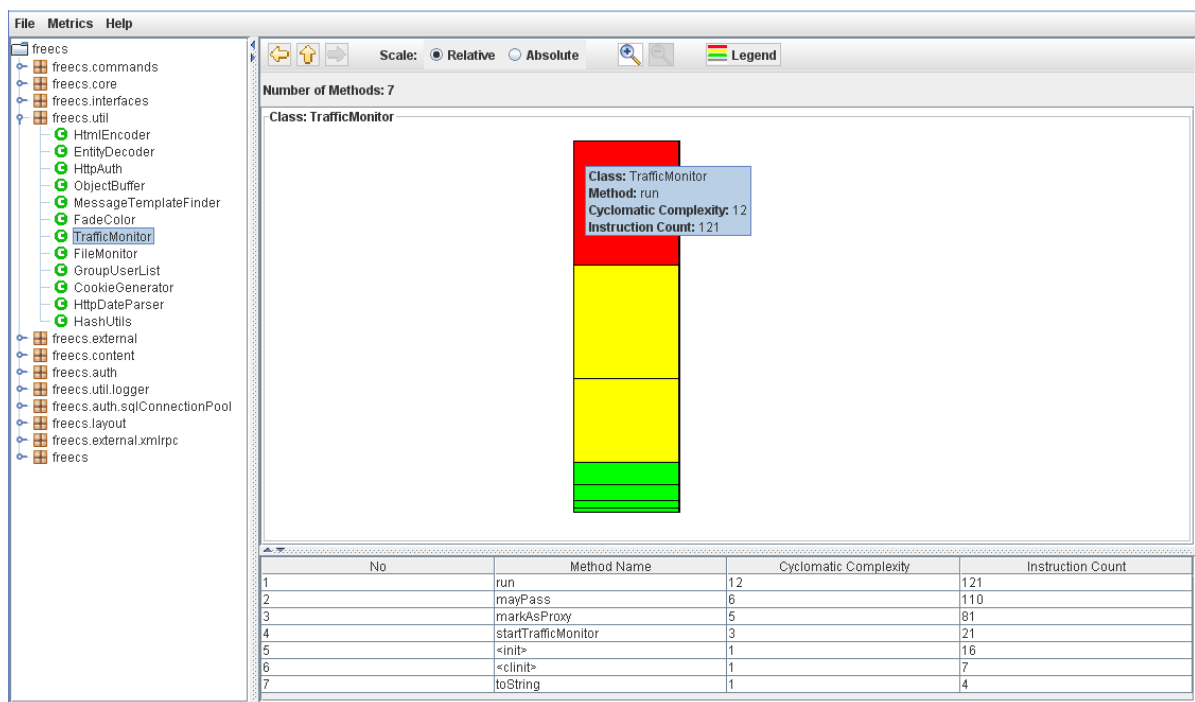 File Metrics Help
freecs
freecs.commands
freecs.core
freecs.interfaces
freecs.util
HtmlEncoder
EntityDecoder
HttpAuth
ObjectBuffer
MessageTemplateFinder
FadeColor
TrafficMonitor
FileMonitor
GroupUserList
CookieGenerator
HttpDateParser
HashUtils
freecs.external
freecs.content
freecs.auth
freecs.util.logger
freecs.auth.sqlConnectionPool
freecs.layout
freecs.external.xmlrpc
freecs
Scale: Relative Absolute Legend
Number of Methods: 7
Class: TrafficMonitor
Class: TrafficMonitor
Method: run
Cyclomatic Complexity: 12
Instruction Count: 121
No Method Name Cyclomatic Complexity Instruction Count
1 run 12 121
2 mayPass 6 110
3 markAsProxy 5 81
4 startTrafficMonitor 3 21
5 <init> 1 16
6 <clinit> 1 7
7 toString 1 4